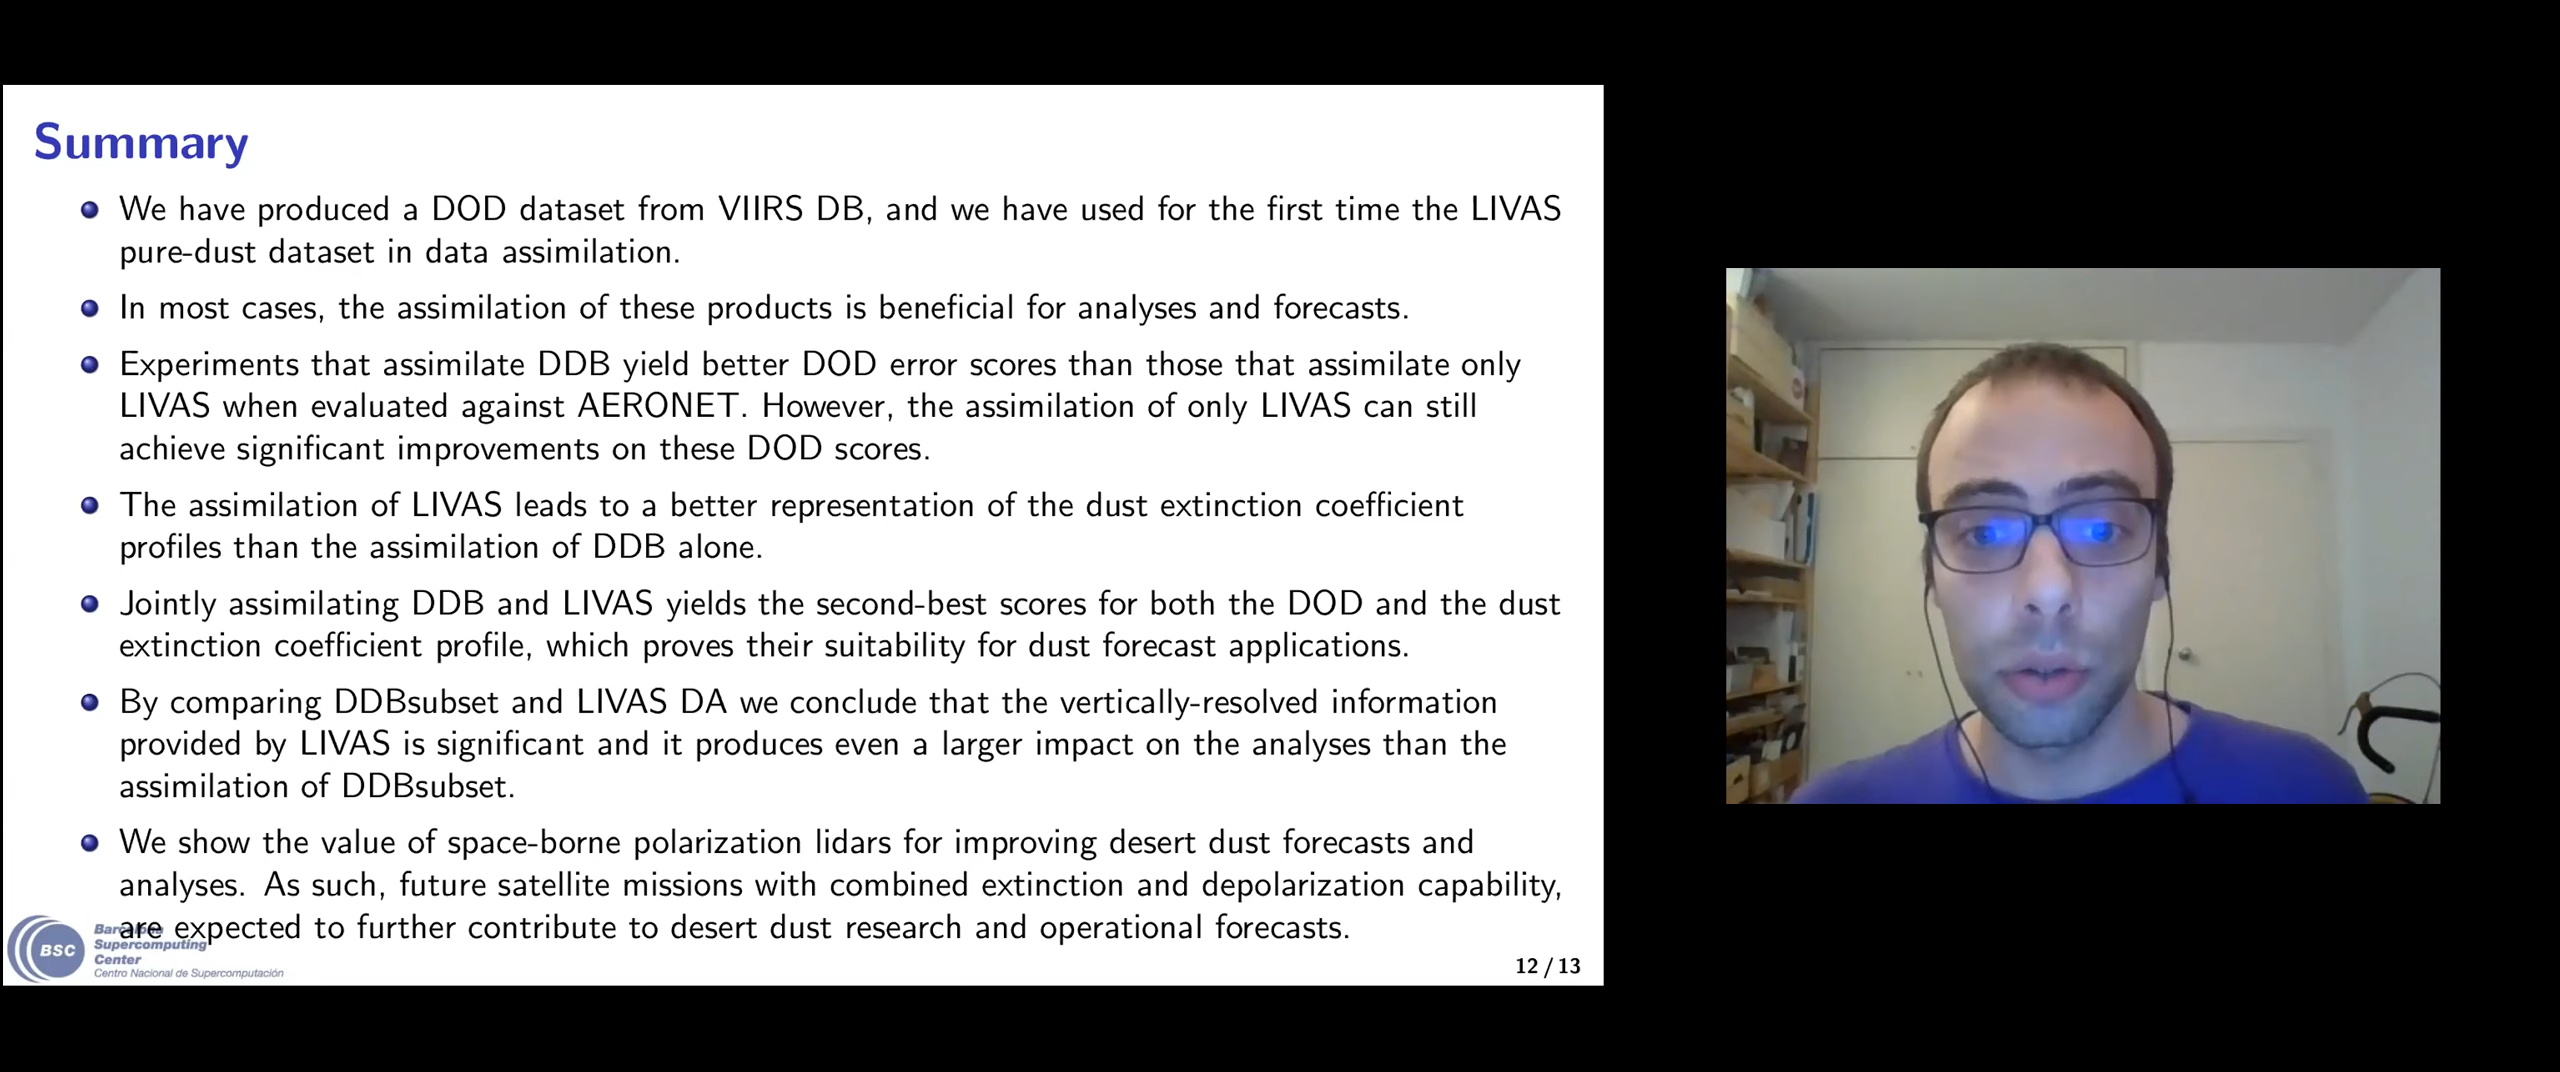 Summary
We have produced a DOD dataset from VIIRS DB, and we have used for the first time the LIVAS
pure-dust dataset in data assimilation.
In most cases, the assimilation of these products is beneficial for analyses and forecasts.
Experiments that assimilate DDB yield better DOD error scores than those that assimilate only
LIVAS when evaluated against AERONET. However, the assimilation of only LIVAS can still
achieve significant improvements on these DOD scores.
The assimilation of LIVAS leads to a better representation of the dust extinction coefficient
profiles than the assimilation of DDB alone.
Jointly assimilating DDB and LIVAS yields the second-best scores for both the DOD and the dust
extinction coefficient profile, which proves their suitability for dust forecast applications.
By comparing DDBsubset and LIVAS DA we conclude that the vertically-resolved information
provided by LIVAS is significant and it produces even a larger impact on the analyses than the
assimilation of DDBsubset.
We show the value of space-borne polarization lidars for improving desert dust forecasts and
analyses. As such, future satellite missions with combined extinction and depolarization capability,
are expected to further contribute to desert dust research and operational forecasts.
BSC
Barcelona
Supercomputing
Center
Centro Nacional de Supercomputación
12 / 13